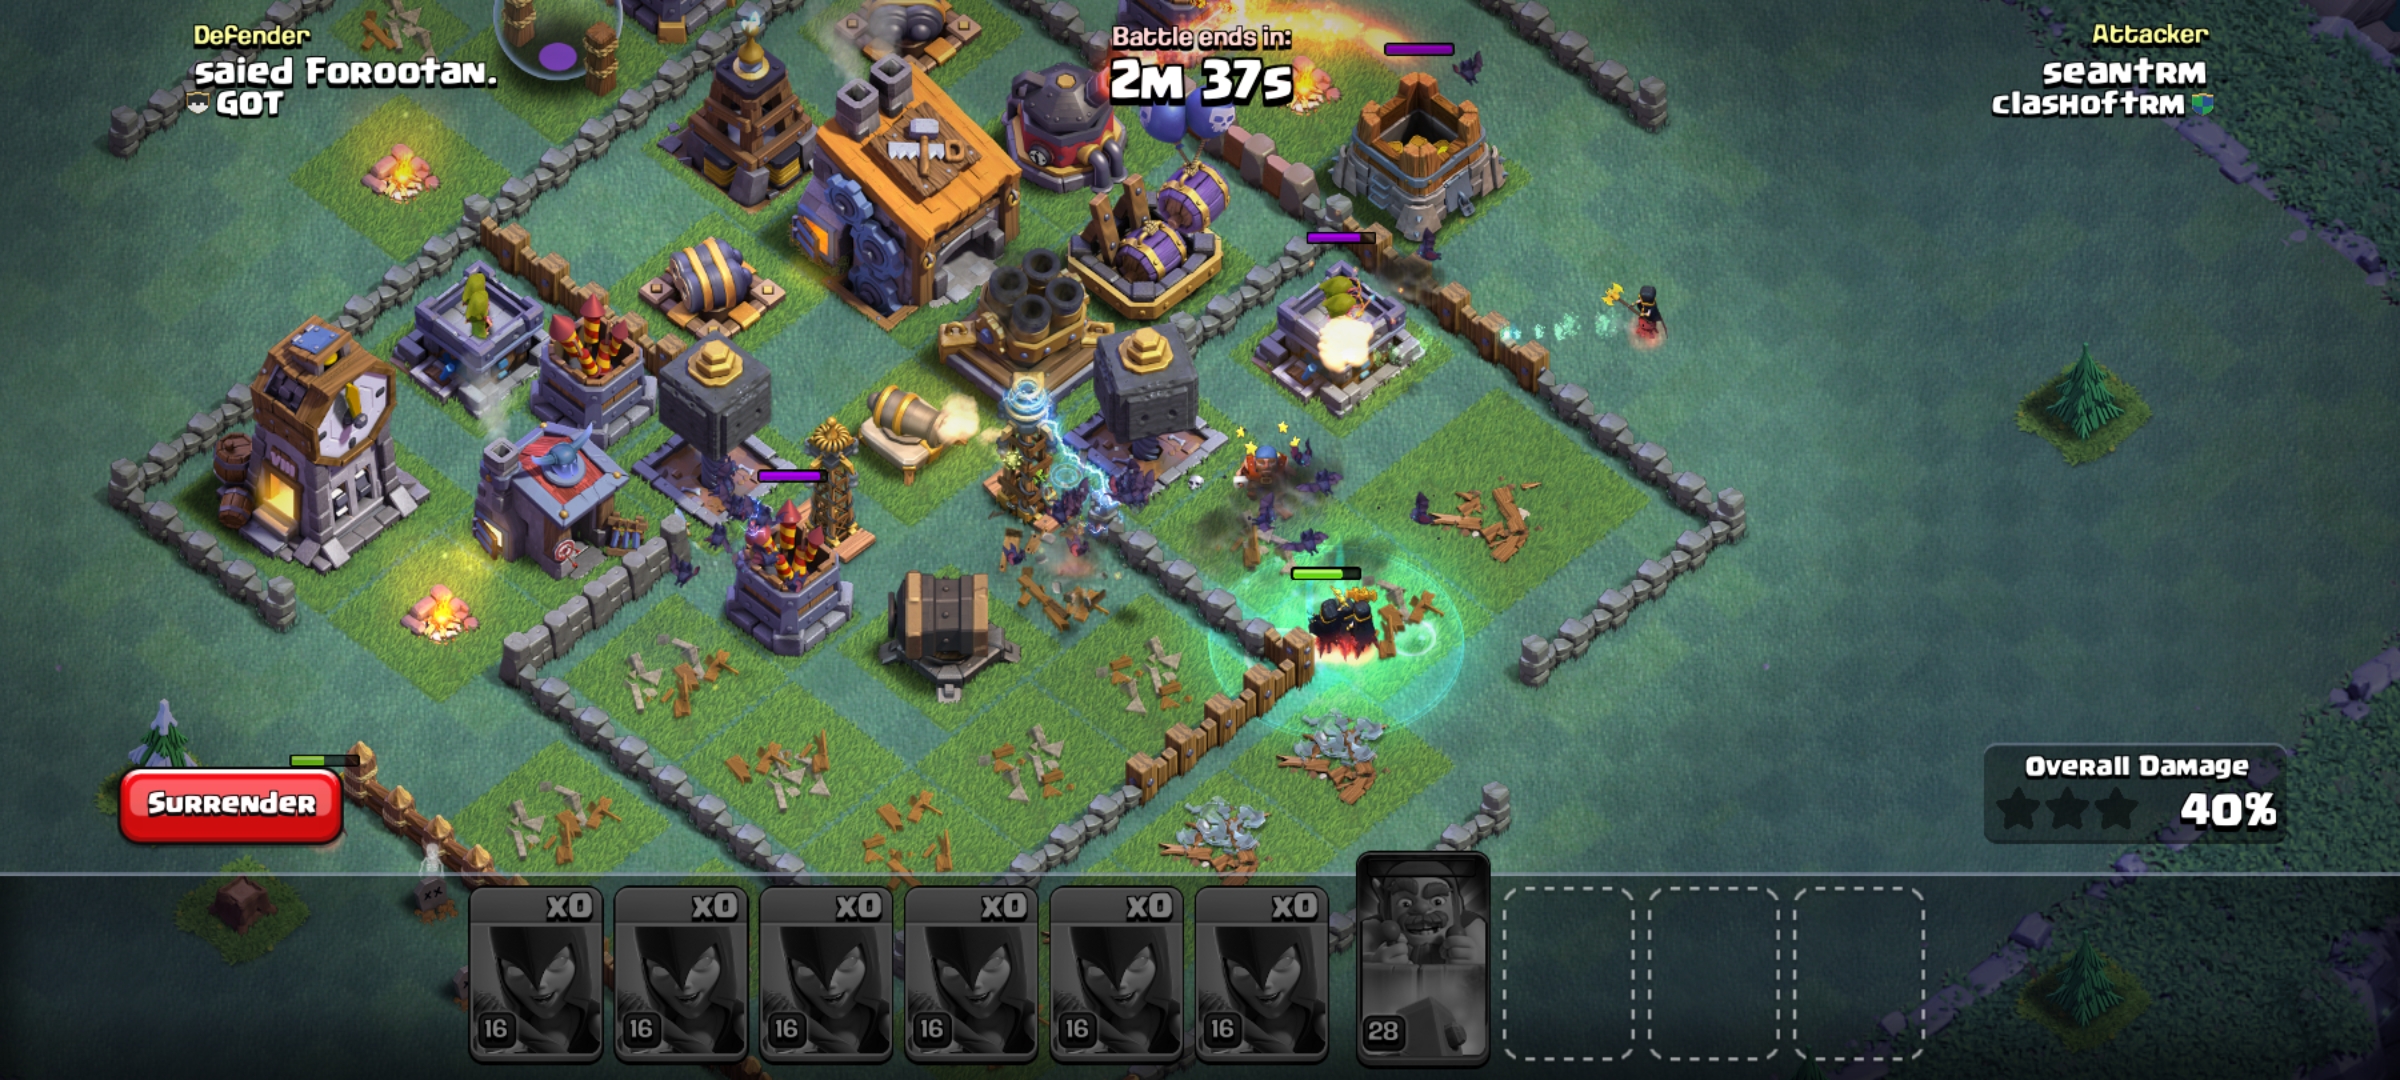 Defender
saied Forootan.
GOT
Battle ends in:
2M 37s
Attacker
seantRM
clashoftRM
Surrender
Overall Damage
40%
x0
x0
x0
x0
x0
x0
16
16
16
16
16
16
28